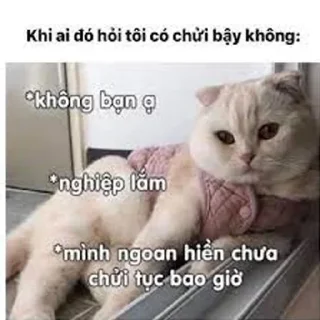 Khi ai đó hỏi tôi có chửi bậy không:
*không bạn ạ
*nghiệp lắm
*mình ngoan hiền chưa
chửi tục bao giờ